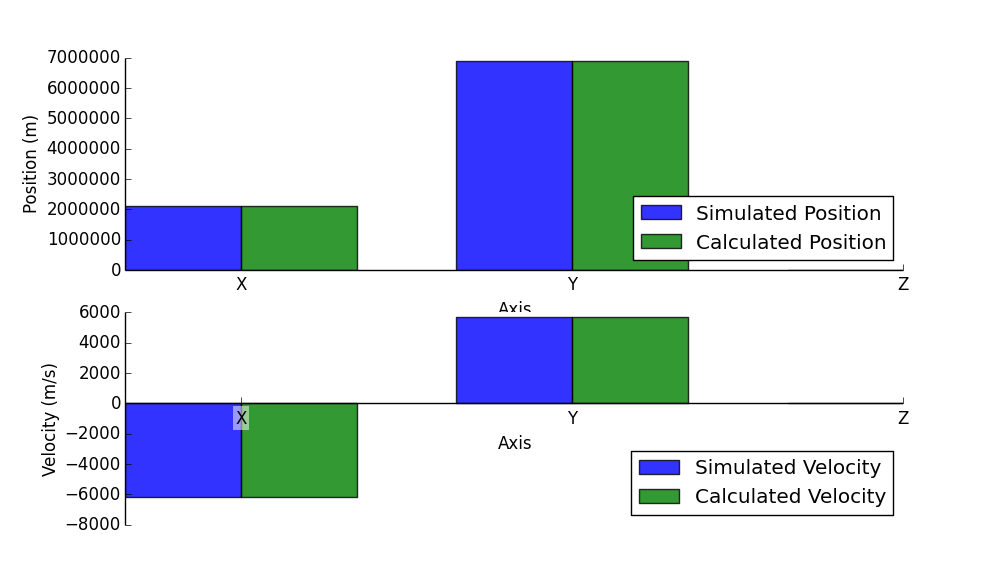 7000000
6000000
5000000
4000000
3000000
2000000
1000000
0
Position (m)
Simulated Position
Calculated Position
X Y Z
Axis
6000
4000
2000
0
−2000
−4000
−6000
−8000
Velocity (m/s)
X Y Z
Axis
Simulated Velocity
Calculated Velocity